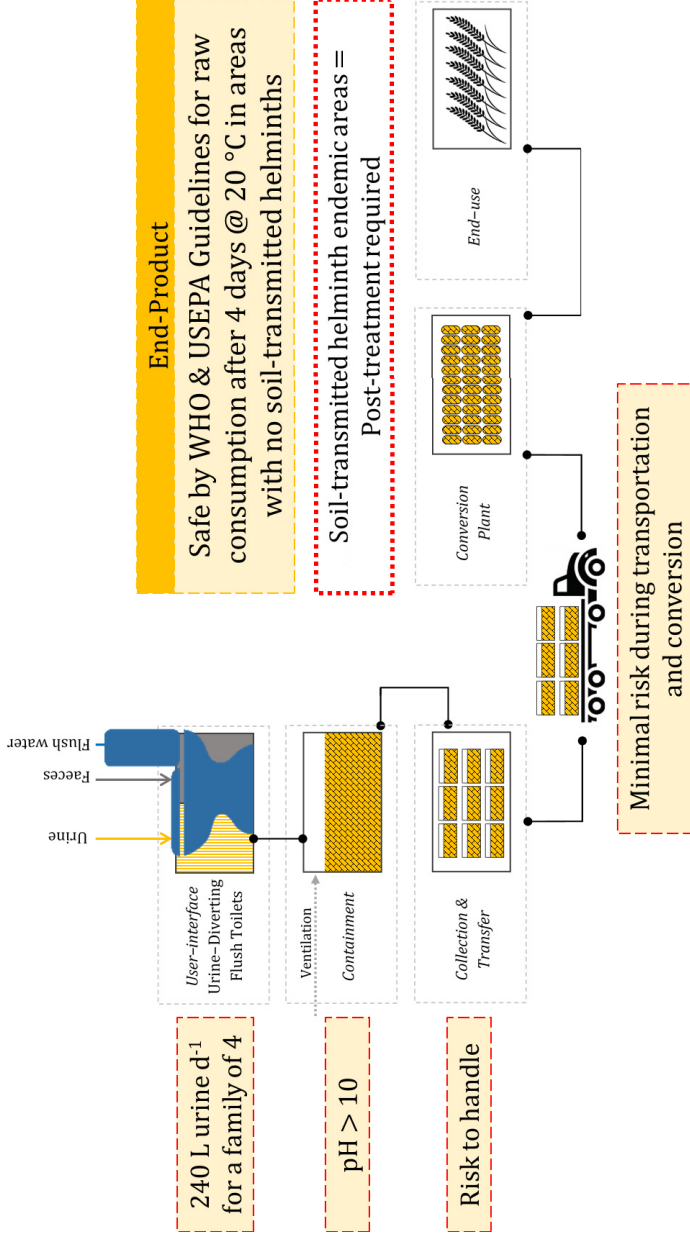 Urine
Faeces
Flush water
240 L urine d-1
for a family of 4
User-interface
Urine-Diverting
Flush Toilets
pH > 10
Ventilation
Containment
Risk to handle
Collection &
Transfer
Minimal risk during transportation
and conversion
Conversion
Plant
End-use
End-Product
Safe by WHO & USEPA Guidelines for raw
consumption after 4 days @ 20 °C in areas
with no soil-transmitted helminths
Soil-transmitted helminth endemic areas =
Post-treatment required